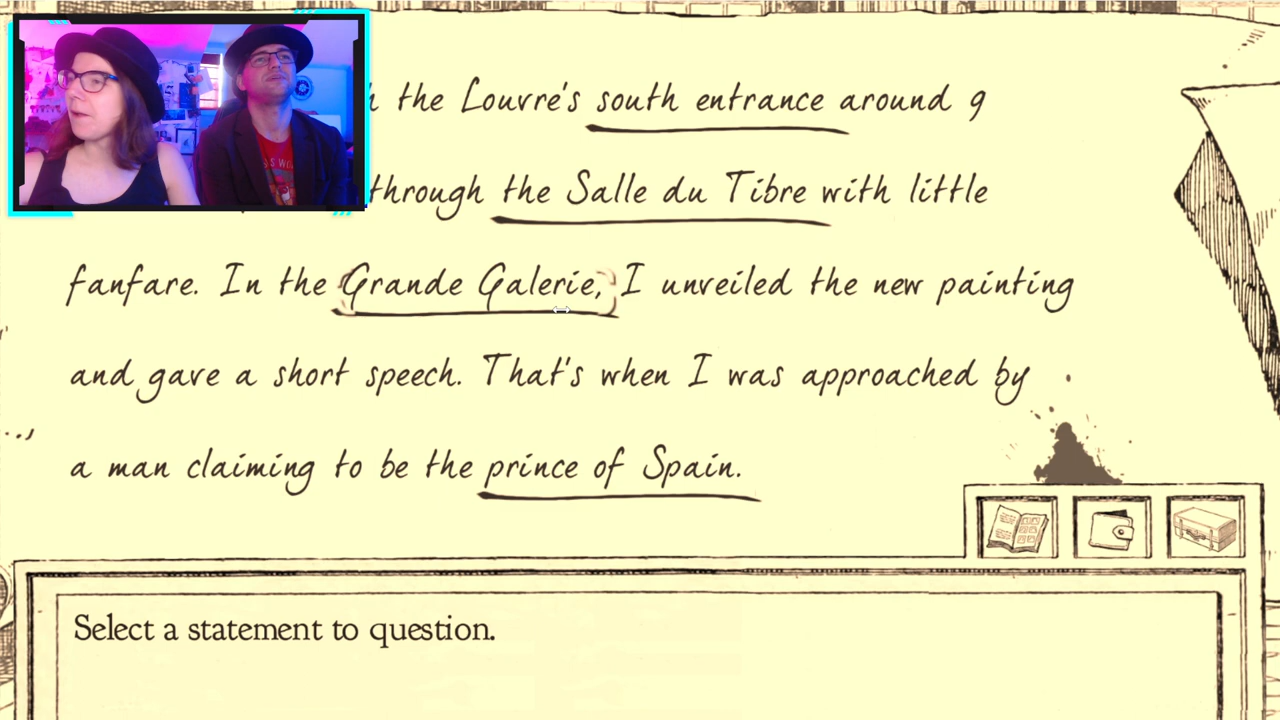 the Louvre's south entrance around 9
through the Salle du Tibre with little
fanfare. In the Grande Galerie, I unveiled the new painting
and gave a short speech. That's when I was approached by
a man claiming to be the prince of Spain.
Select a statement to question.